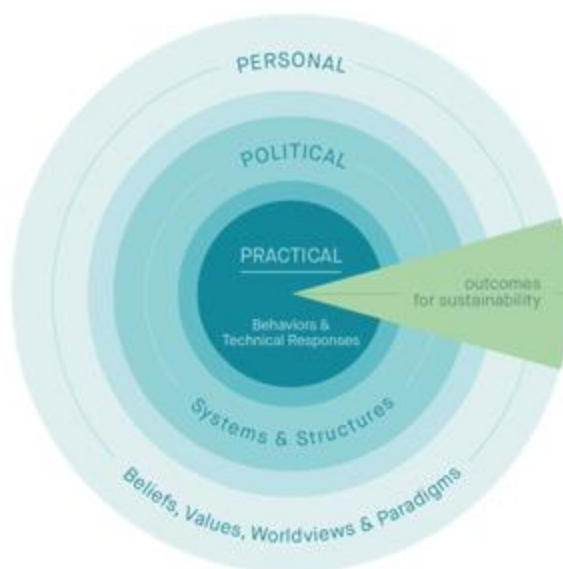 PERSONAL
POLITICAL
PRACTICAL
Behaviors &
Technical Responses
outcomes
for sustainability
Systems & Structures
Beliefs, Values, Worldviews & Paradigms